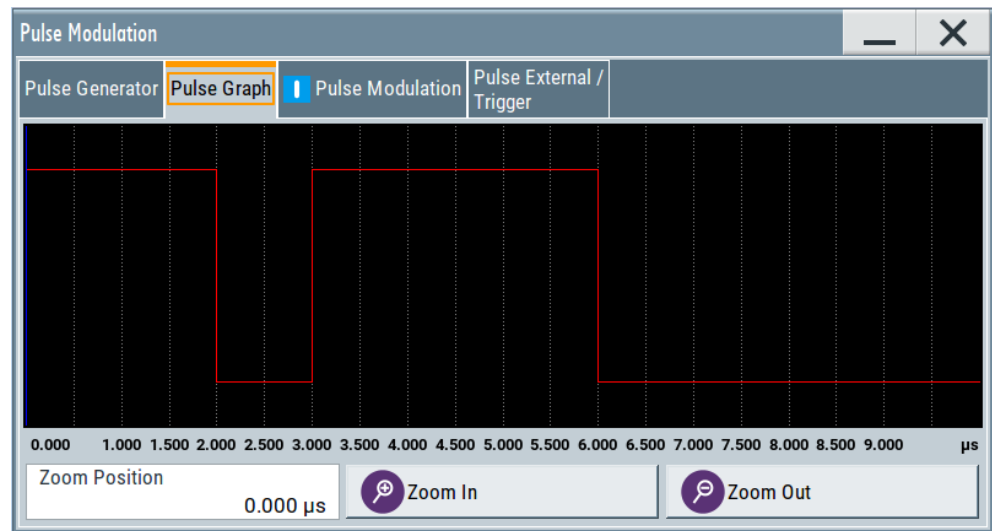 Pulse Modulation
Pulse Generator
Pulse Graph
Pulse Modulation
Pulse External /
Trigger
0.000 1.000 1.500 2.000 2.500 3.000 3.500 4.000 4.500 5.000 5.500 6.000 6.500 7.000 7.500 8.000 8.500 9.000 µs
Zoom Position
0.000 µs
Zoom In
Zoom Out